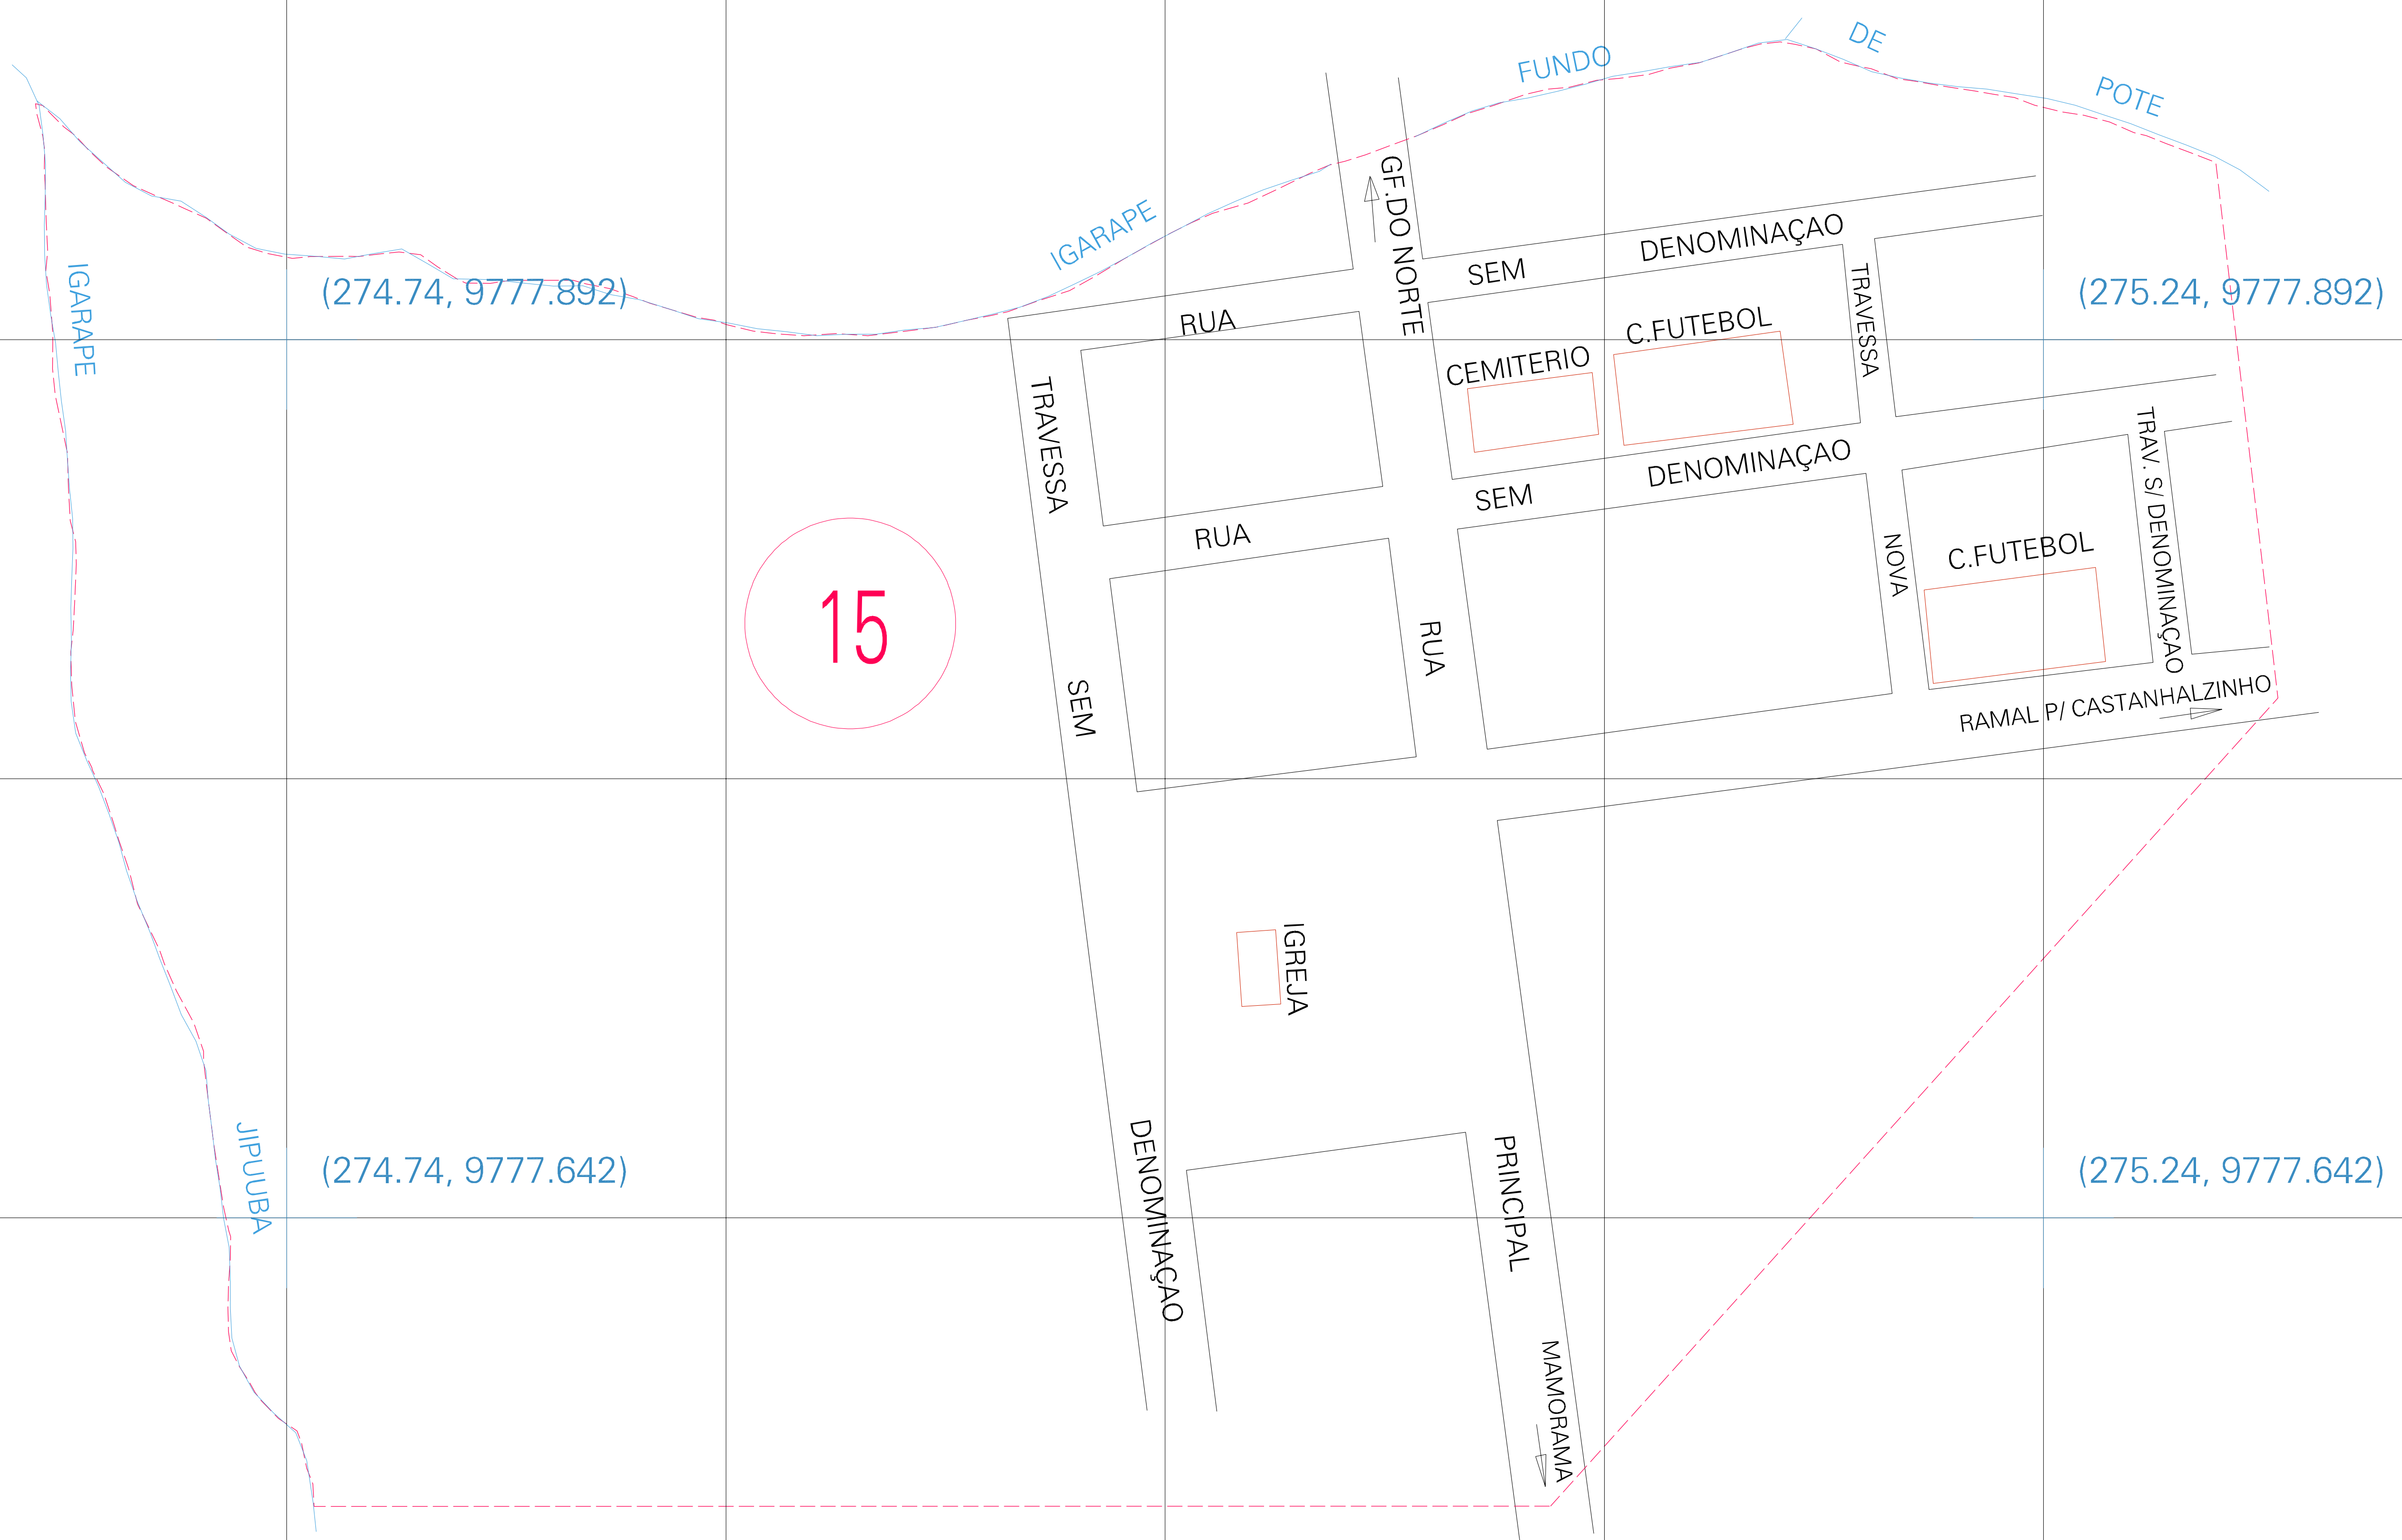 IGARAPE FUNDO DE POTE
GF.DO NORTE
RUA SEM DENOMINAÇAO
TRAVESSA NOVA
(274.74, 9777.892)
(275.24, 9777.892)
IGARAPE JIPUUBA
C.FUTEBOL
CEMITERIO
TRAVESSA SEM DENOMINAÇAO
RUA SEM DENOMINAÇAO
TRAV. S/ DENOMINAÇAO
C.FUTEBOL
15
RUA PRINCIPAL
RAMAL P/ CASTANHALZINHO
IGREJA
(274.74, 9777.642)
(275.24, 9777.642)
MAMORAMA